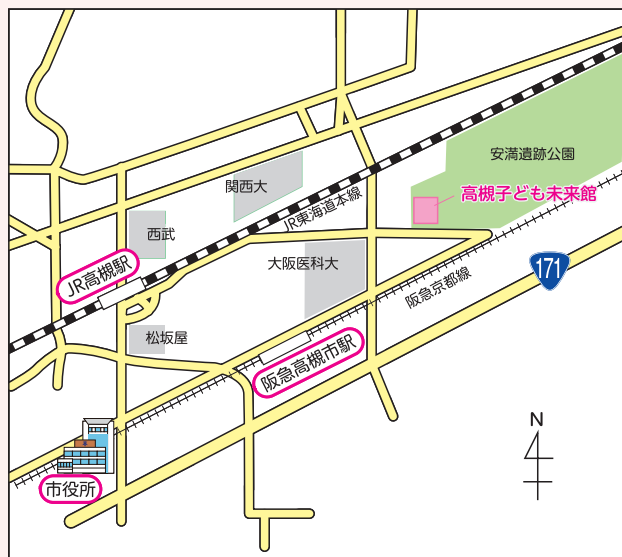 安満遺跡公園
高槻子ども未来館
関西大
JR東海道本線
西武
大阪医科大
171
JR高槻駅
阪急京都線
松坂屋
阪急高槻市駅
N
市役所